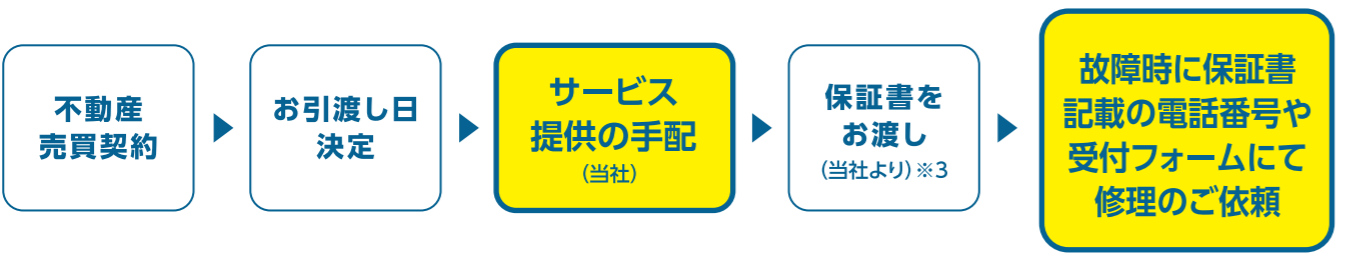 不動産
売買契約
お引渡し日
決定
サービス
提供の手配
（当社）
保証書を
お渡し
（当社より）※3
故障時に保証書
記載の電話番号や
受付フォームにて
修理のご依頼